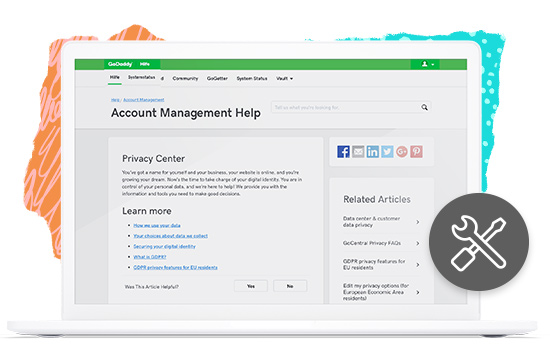 GoDaddy Hilfe
Hilfe Systemstatus Community GoGetter System Status Vault
Help / Account Management
Account Management Help
Tell us what you're looking for.
Privacy Center
You've got a name for yourself and your business, your website is online, and you're
growing your dream. Now's the time to take charge of your digital identity. You are in
control of your personal data, and we're here to help! We provide you with the
information and tools you need to make good decisions.
Learn more
How we use your data
Your choices about data we collect
Securing your digital identity
What is GDPR?
GDPR privacy features for EU residents
Was This Article Helpful? Yes No
Related Articles
Data center & customer
data privacy
GoCentral Privacy FAQs
GDPR privacy features for
EU residents
Edit my privacy options (for
European Economic Area
residents)